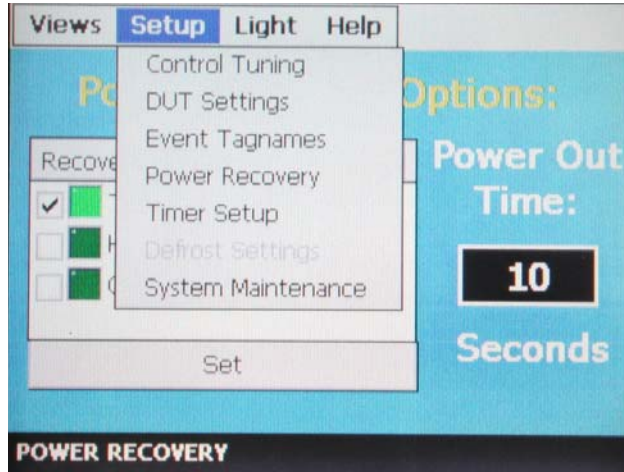 Views Setup Light Help
Control Tuning
DUT Settings
Event Tagnames
Power Recovery
Timer Setup
Defrost Settings
System Maintenance
Options:
Power Out
Time:
10
Seconds
Set
POWER RECOVERY